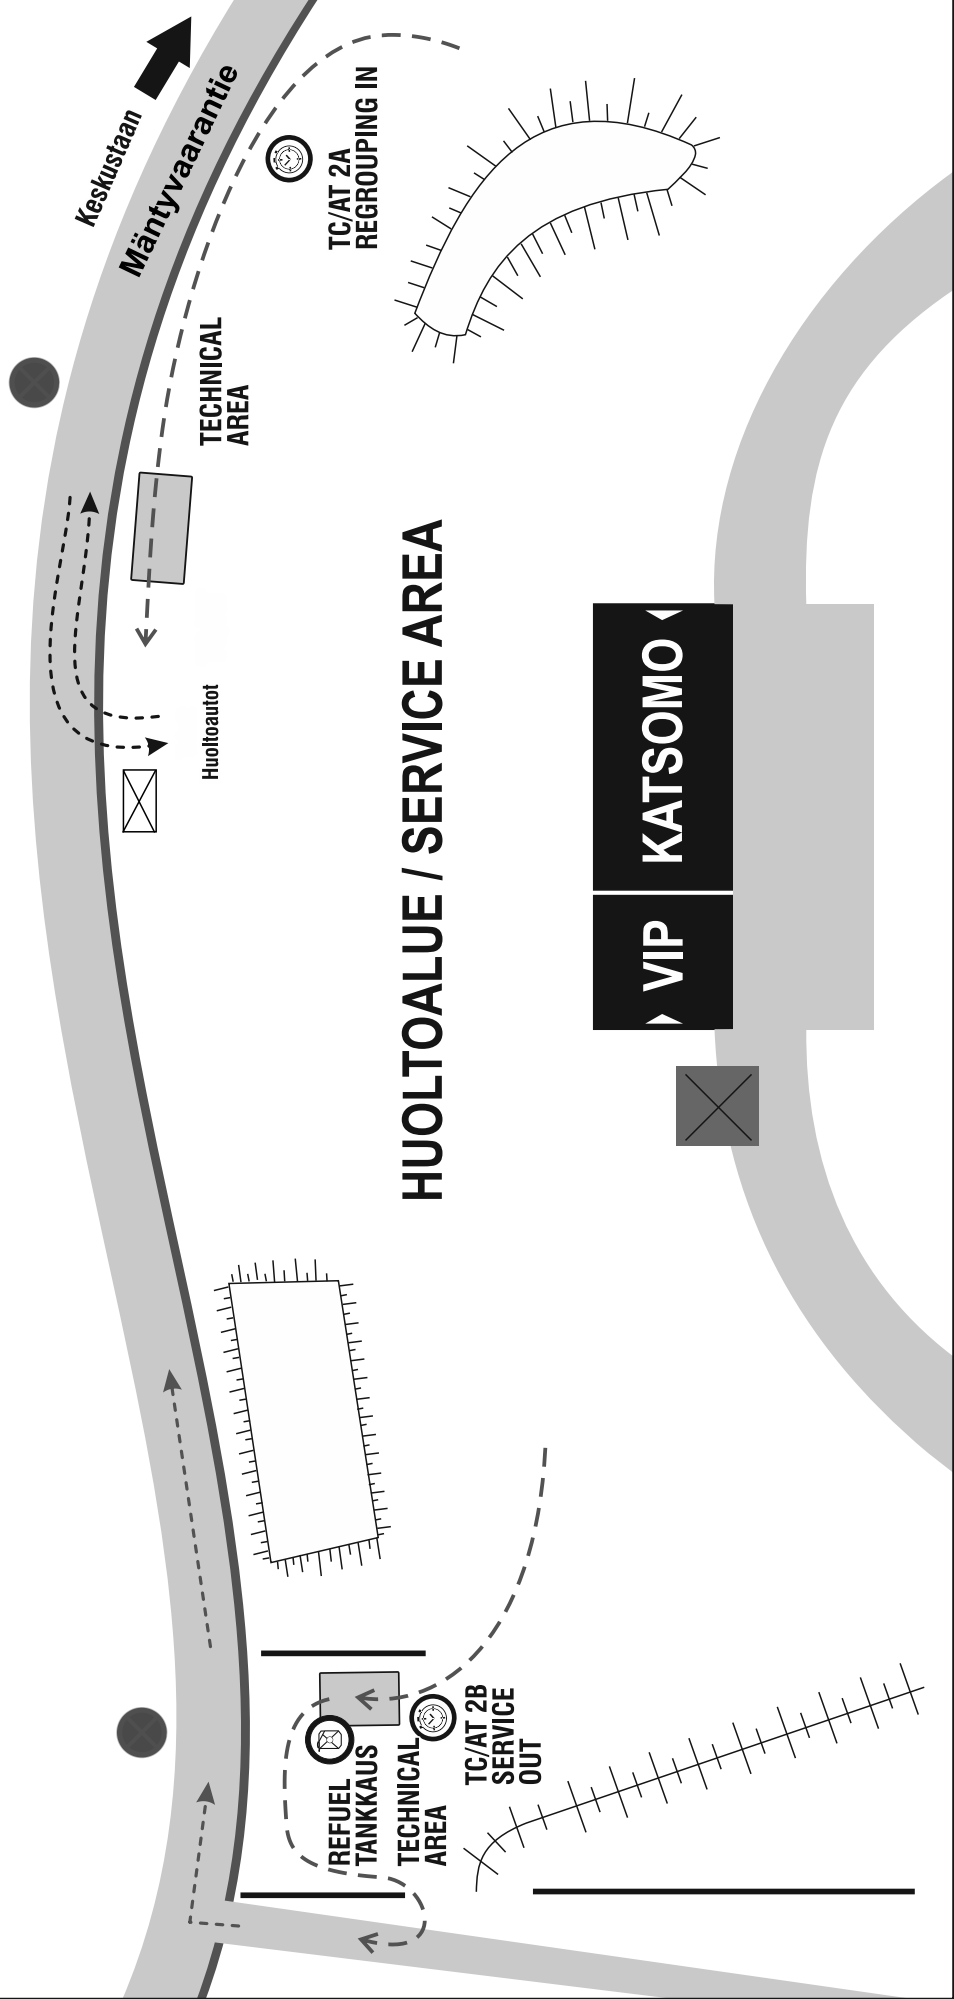 Keskustaan
Mäntyvaarantie
TC/AT 2A
REGROUPING IN
TECHNICAL
AREA
Huoltoautot
HUOLTOALUE / SERVICE AREA
KATSOMO
VIP
REFUEL
TANKKAUS
TECHNICAL
AREA
TC/AT 2B
SERVICE
OUT